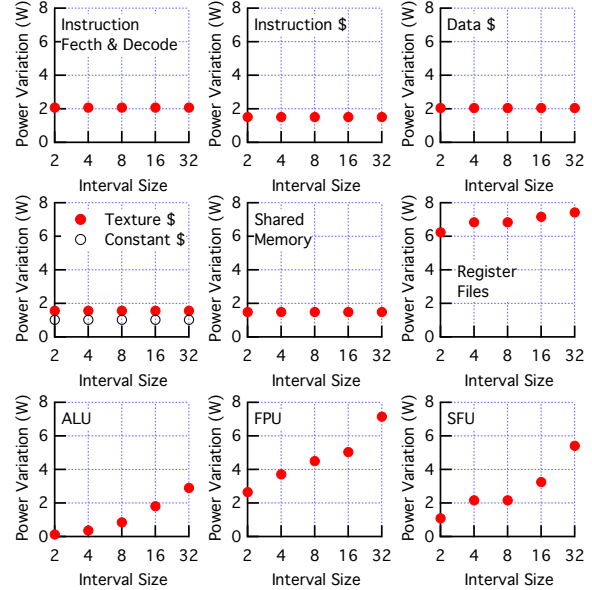 Power Variation (W)
8
6
4
2
0
Instruction
Fecth & Decode
2 4 8 16 32
Interval Size
Power Variation (W)
8
6
4
2
0
Instruction $
2 4 8 16 32
Interval Size
Power Variation (W)
8
6
4
2
0
Data $
2 4 8 16 32
Interval Size
Power Variation (W)
8
6
4
2
0
Texture $
Constant $
2 4 8 16 32
Interval Size
Power Variation (W)
8
6
4
2
0
Shared
Memory
2 4 8 16 32
Interval Size
Power Variation (W)
8
6
4
2
0
Register
Files
2 4 8 16 32
Interval Size
Power Variation (W)
8
6
4
2
0
ALU
2 4 8 16 32
Interval Size
Power Variation (W)
8
6
4
2
0
FPU
2 4 8 16 32
Interval Size
Power Variation (W)
8
6
4
2
0
SFU
2 4 8 16 32
Interval Size